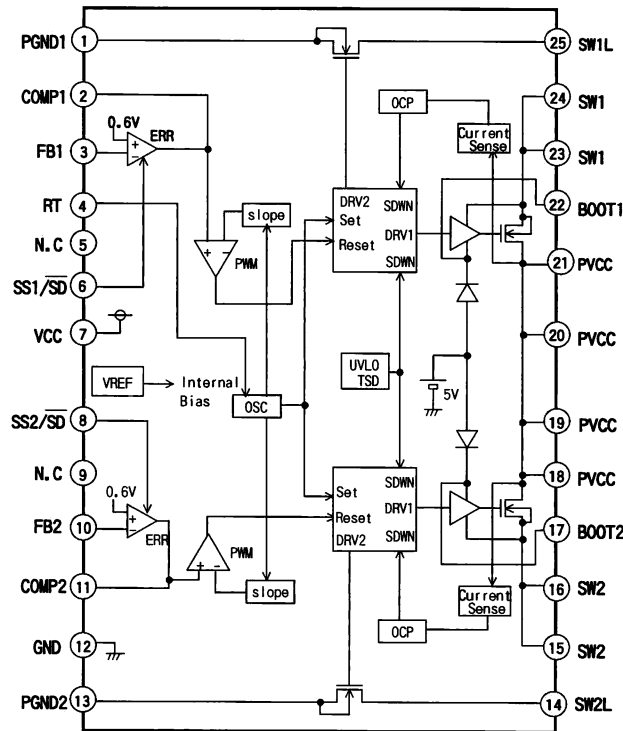 PGND1 1
25 SW1L
COMP1 2
OCP
24 SW1
0.6V
ERR
Current
Sense
FB1 3
+
−
23 SW1
RT 4
slope
DRV2 SDWN
22 BOOT1
N.C 5
Set
DRV1
− +
PWM
Reset
SDWN
21 PVCC
SS1/SD 6
VCC 7
20 PVCC
UVLO
TSD
5V
VREF Internal
Bias
OSC
SS2/SD 8
19 PVCC
N.C 9
18 PVCC
0.6V
SDWN
Set
DRV1
+
−
FB2 10
ERR
Reset
SDWN
17 BOOT2
PWM
DRV2
+ −
COMP2 11
slope
Current
Sense
16 SW2
OCP
GND 12
15 SW2
PGND2 13
14 SW2L